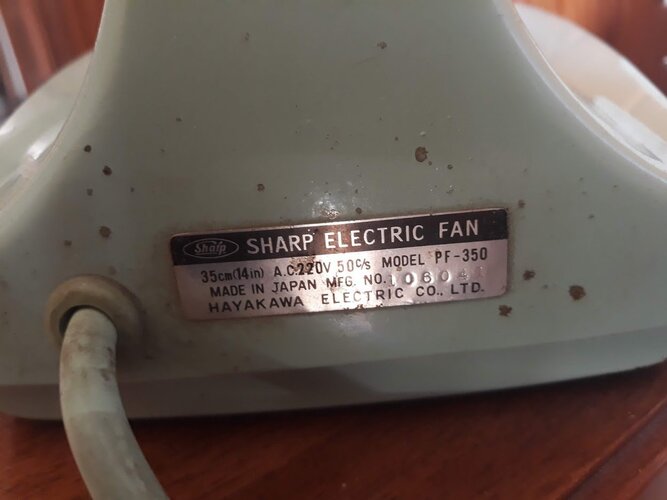 Sharp SHARP ELECTRIC FAN
35cm(14in) A.C.220V 50c/s MODEL PF-350
MADE IN JAPAN MFG. NO.
HAYAKAWA ELECTRIC CO., LTD.